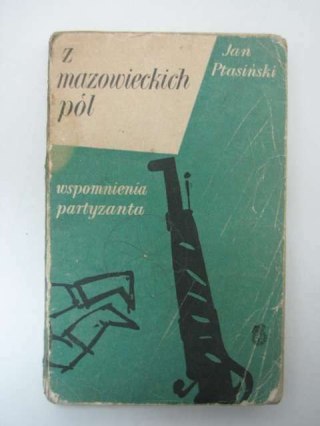 z
mazowieckich
pól
Jan
Ptasiński
wspomnienia
partyzanta